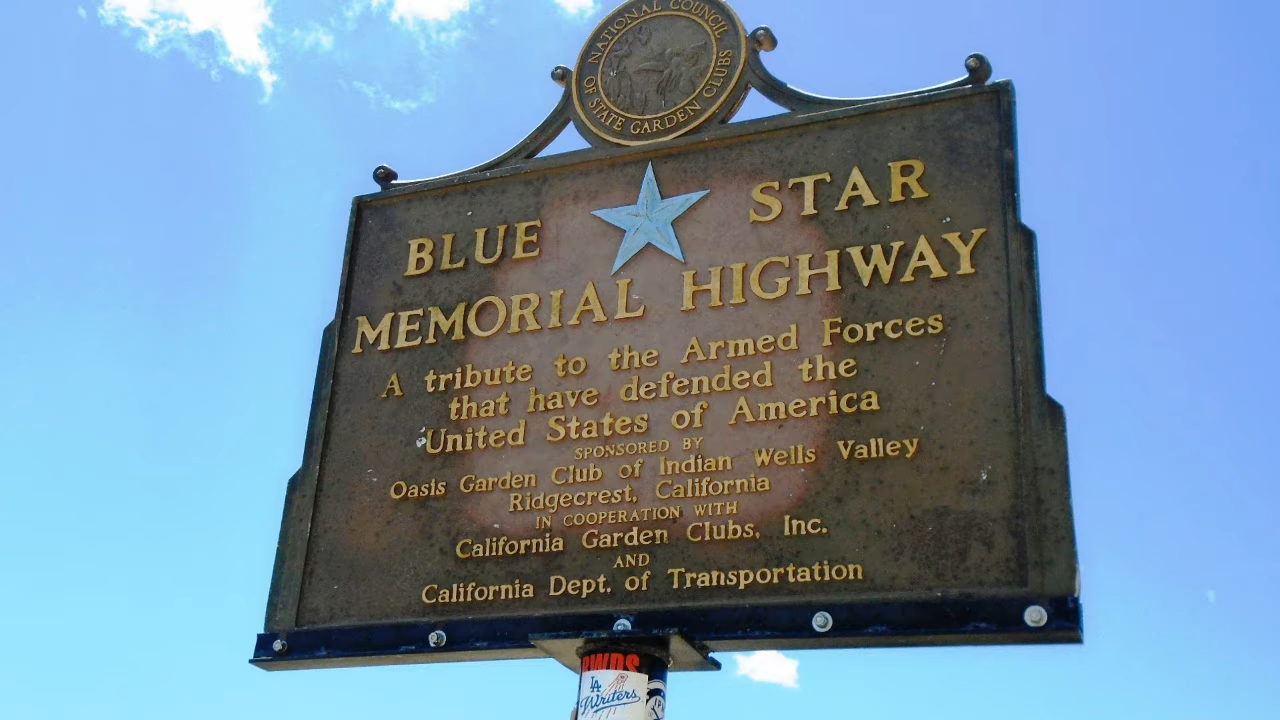 NATIONAL COUNCIL
OF STATE GARDEN CLUBS
BLUE STAR
MEMORIAL HIGHWAY
A tribute to the Armed Forces
that have defended the
United States of America
SPONSORED BY
Oasis Garden Club of Indian Wells Valley
Ridgecrest, California
IN COOPERATION WITH
California Garden Clubs, Inc.
AND
California Dept. of Transportation
LA
Writers